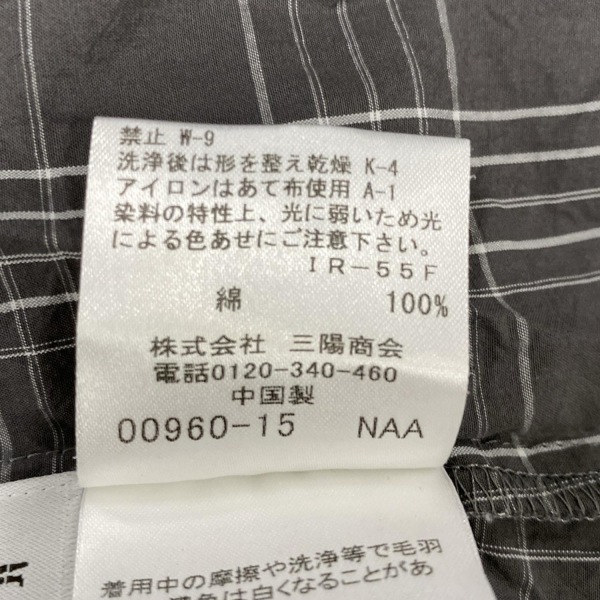 禁止 W-9
洗浄後は形を整え乾燥 K-4
アイロンはあて布使用 A-1
染料の特性上、光に弱いため光
による色あせにご注意下さい。
IR-55F
綿 100%
株式会社 三陽商会
電話0120-340-460
中国製
00960-15 NAA
着用中の摩擦や洗浄等で毛羽
色は白くなることがあ